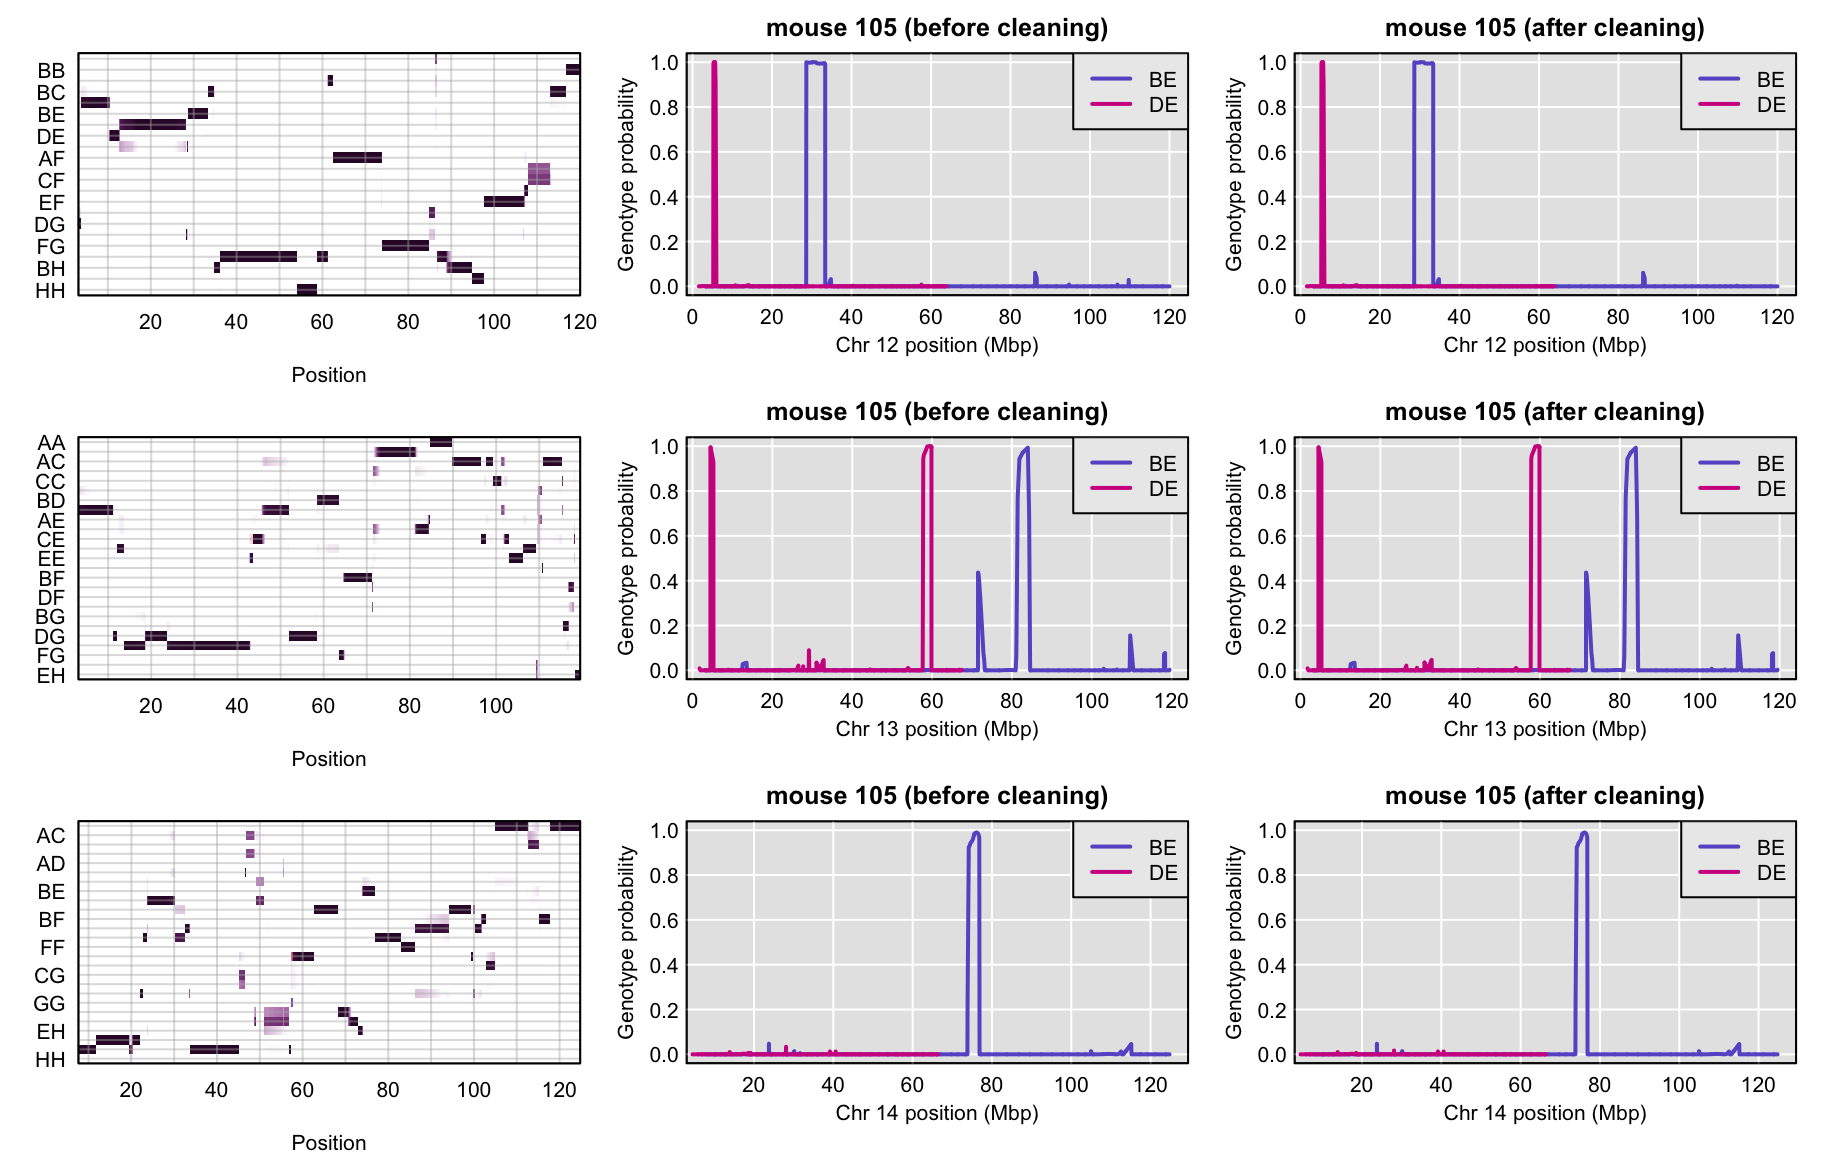 BB
BC
BE
DE
AF
CF
EF
DG
FG
BH
HH
20 40 60 80 100 120
Position
mouse 105 (before cleaning)
Genotype probability
1.0
0.8
0.6
0.4
0.2
0.0
BE
DE
0 20 40 60 80 100 120
Chr 12 position (Mbp)
mouse 105 (after cleaning)
Genotype probability
1.0
0.8
0.6
0.4
0.2
0.0
BE
DE
0 20 40 60 80 100 120
Chr 12 position (Mbp)
AA
AC
CC
BD
AE
CE
EE
BF
DF
BG
DG
FG
EH
20 40 60 80 100
Position
mouse 105 (before cleaning)
Genotype probability
1.0
0.8
0.6
0.4
0.2
0.0
BE
DE
0 20 40 60 80 100 120
Chr 13 position (Mbp)
mouse 105 (after cleaning)
Genotype probability
1.0
0.8
0.6
0.4
0.2
0.0
BE
DE
0 20 40 60 80 100 120
Chr 13 position (Mbp)
AC
AD
BE
BF
FF
CG
GG
EH
HH
20 40 60 80 100 120
Position
mouse 105 (before cleaning)
Genotype probability
1.0
0.8
0.6
0.4
0.2
0.0
BE
DE
20 40 60 80 100 120
Chr 14 position (Mbp)
mouse 105 (after cleaning)
Genotype probability
1.0
0.8
0.6
0.4
0.2
0.0
BE
DE
20 40 60 80 100 120
Chr 14 position (Mbp)